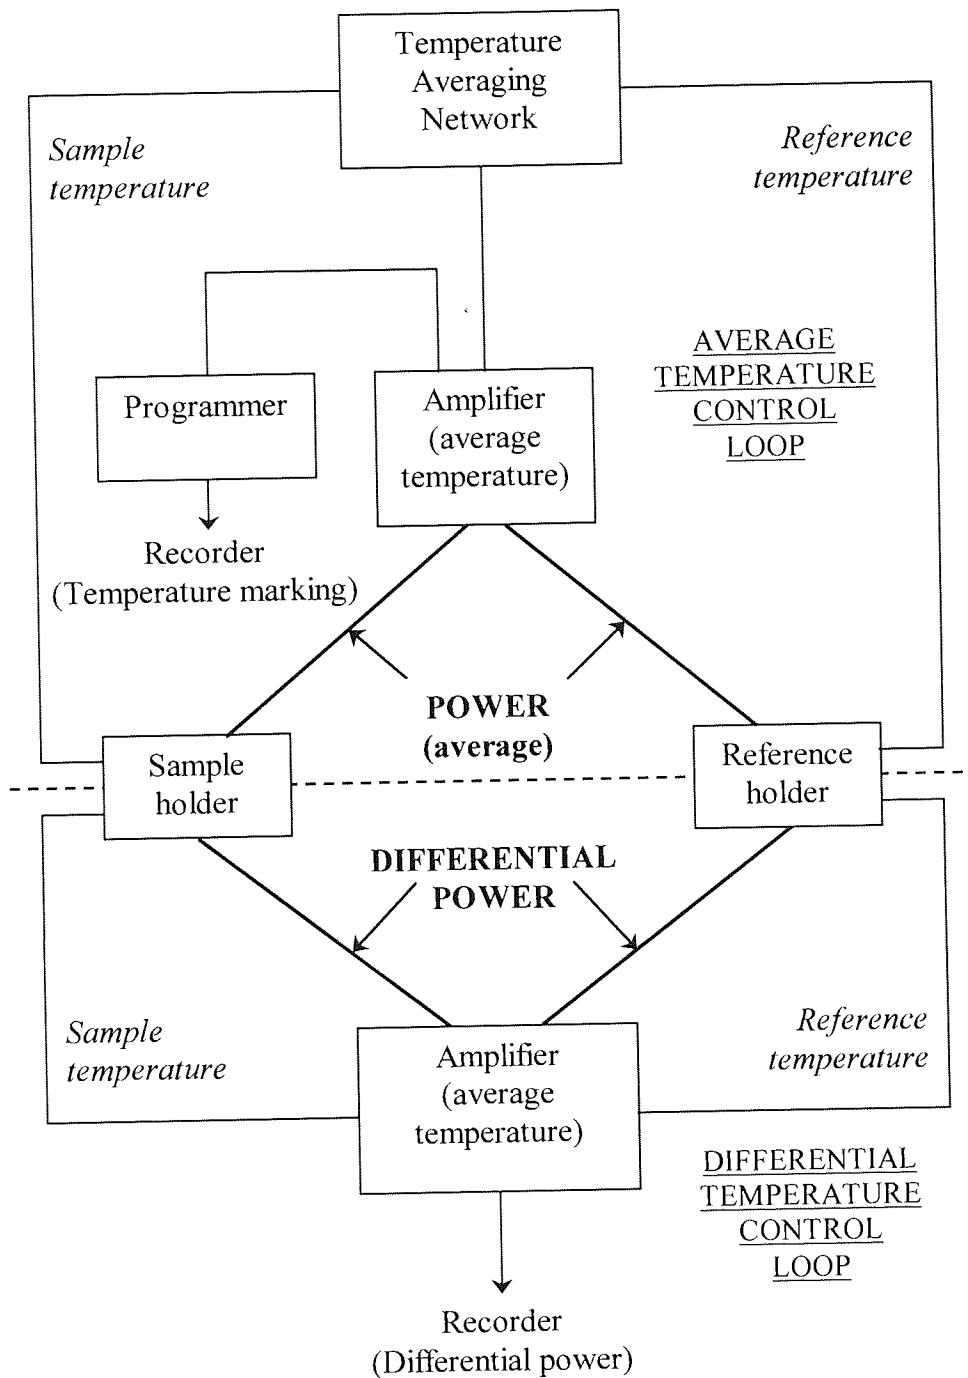 Temperature
Averaging
Network
Sample
temperature
Reference
temperature
AVERAGE
TEMPERATURE
CONTROL
LOOP
Programmer
Amplifier
(average
temperature)
Recorder
(Temperature marking)
POWER
(average)
Sample
holder
Reference
holder
DIFFERENTIAL
POWER
Sample
temperature
Reference
temperature
Amplifier
(average
temperature)
DIFFERENTIAL
TEMPERATURE
CONTROL
LOOP
Recorder
(Differential power)